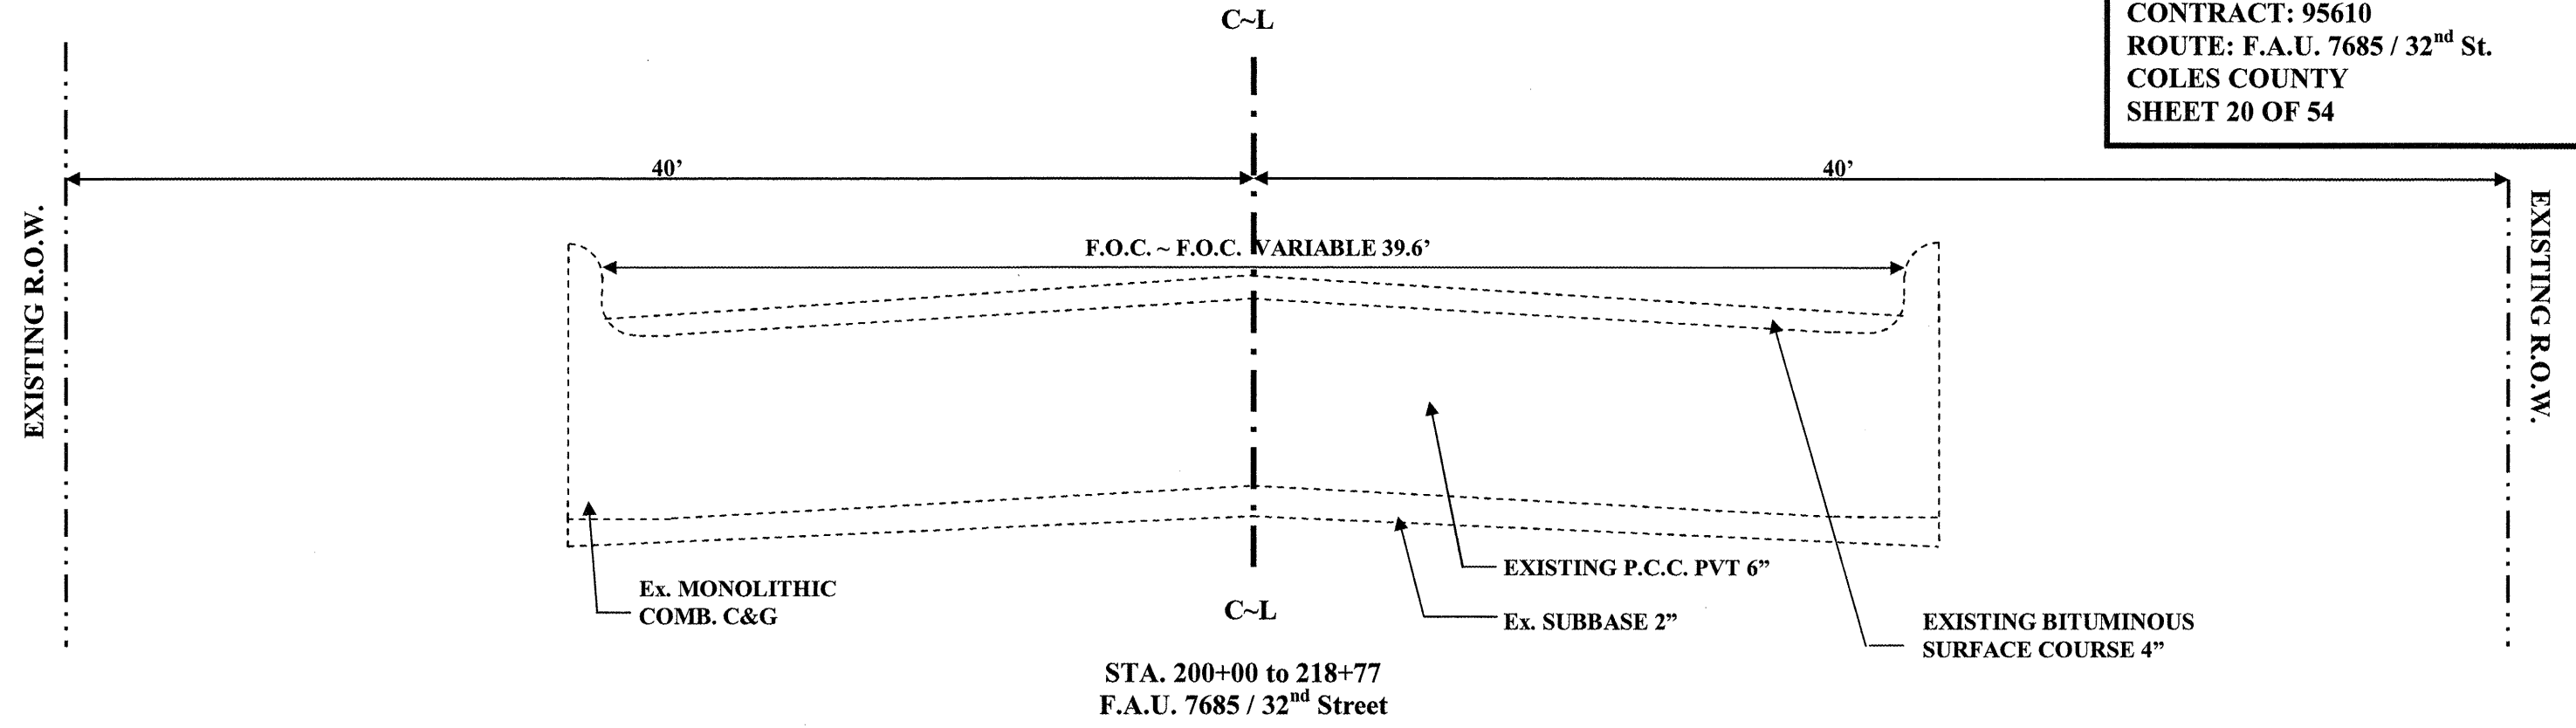 C~L
CONTRACT: 95610
ROUTE: F.A.U. 7685 / 32nd St.
COLES COUNTY
SHEET 20 OF 54
40’
40’
EXISTING R.O.W.
EXISTING R.O.W.
F.O.C. ~ F.O.C. VARIABLE 39.6’
EXISTING P.C.C. PVT 6”
Ex. MONOLITHIC
COMB. C&G
C~L
Ex. SUBBASE 2”
EXISTING BITUMINOUS
SURFACE COURSE 4”
STA. 200+00 to 218+77
F.A.U. 7685 / 32nd Street